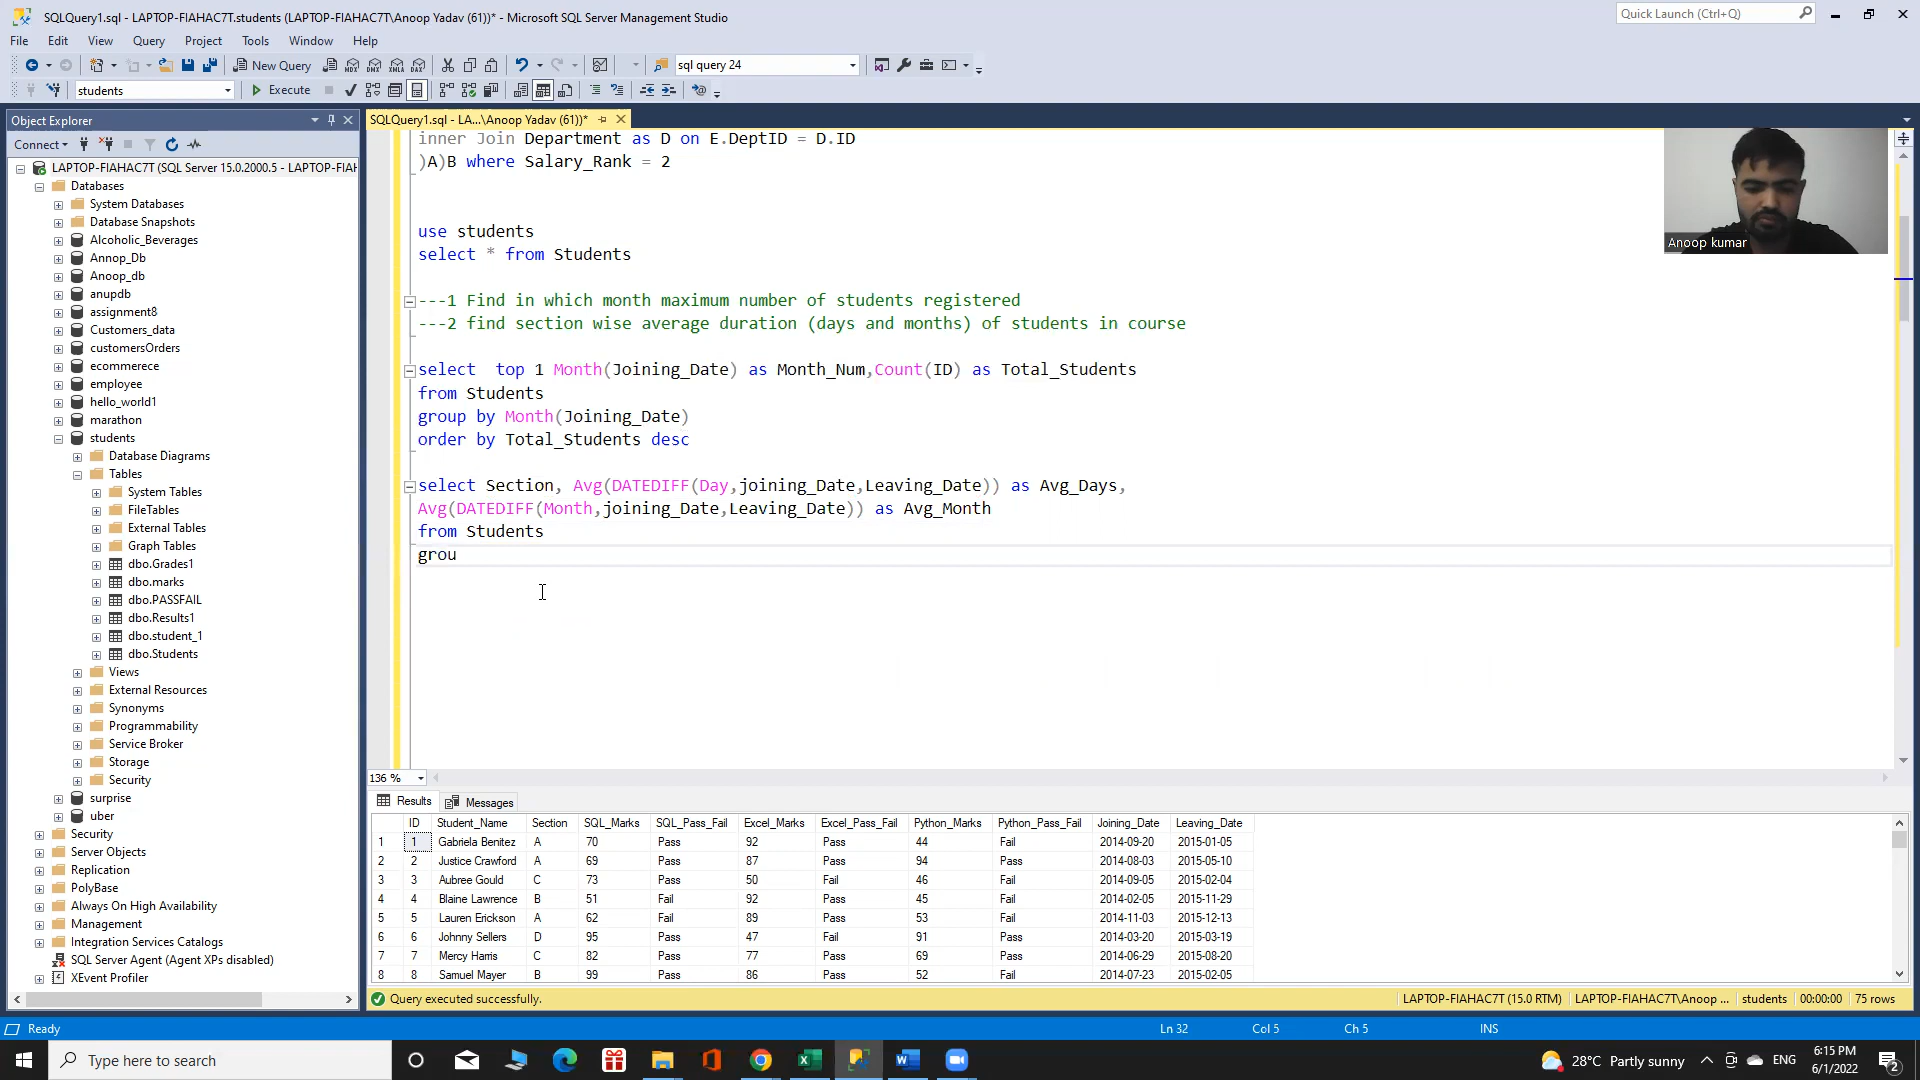 SQLQuery1.sql - LAPTOP-FIAHAC7T.students (LAPTOP-FIAHAC7T\Anoop Yadav (61))* - Microsoft SQL Server Management Studio
Quick Launch (Ctrl+Q)
File Edit View Query Project Tools Window Help
New Query sql query 24
students Execute
Object Explorer
SQLQuery1.sql - LA...\Anoop Yadav (61))*
Connect
LAPTOP-FIAHAC7T (SQL Server 15.0.2000.5 - LAPTOP-FIAH
Databases
System Databases
Database Snapshots
Alcoholic_Beverages
Annop_Db
Anoop_db
anupdb
assignment8
Customers_data
customersOrders
ecommerece
employee
hello_world1
marathon
students
Database Diagrams
Tables
System Tables
FileTables
External Tables
Graph Tables
dbo.Grades1
dbo.marks
dbo.PASSFAIL
dbo.Results1
dbo.student_1
dbo.Students
Views
External Resources
Synonyms
Programmability
Service Broker
Storage
Security
surprise
uber
Security
Server Objects
Replication
PolyBase
Always On High Availability
Management
Integration Services Catalogs
SQL Server Agent (Agent XPs disabled)
XEvent Profiler
inner Join Department as D on E.DeptID = D.ID
)A)B where Salary_Rank = 2
use students
select * from Students
---1 Find in which month maximum number of students registered
---2 find section wise average duration (days and months) of students in course
select  top 1 Month(Joining_Date) as Month_Num,Count(ID) as Total_Students
from Students
group by Month(Joining_Date)
order by Total_Students desc
select Section, Avg(DATEDIFF(Day,joining_Date,Leaving_Date)) as Avg_Days,
Avg(DATEDIFF(Month,joining_Date,Leaving_Date)) as Avg_Month
from Students
grou
Anoop kumar
136 %
Results Messages
ID Student_Name Section SQL_Marks SQL_Pass_Fail Excel_Marks Excel_Pass_Fail Python_Marks Python_Pass_Fail Joining_Date Leaving_Date
1 1 Gabriela Benitez A 70 Pass 92 Pass 44 Fail 2014-09-20 2015-01-05
2 2 Justice Crawford A 69 Pass 87 Pass 94 Pass 2014-08-03 2015-05-10
3 3 Aubree Gould C 73 Pass 50 Fail 46 Fail 2014-09-05 2015-02-04
4 4 Blaine Lawrence B 51 Fail 92 Pass 45 Fail 2014-02-05 2015-11-29
5 5 Lauren Erickson A 62 Fail 89 Pass 53 Fail 2014-11-03 2015-12-13
6 6 Johnny Sellers D 95 Pass 47 Fail 91 Pass 2014-03-20 2015-03-19
7 7 Mercy Harris C 82 Pass 77 Pass 69 Pass 2014-06-29 2015-08-20
8 8 Samuel Mayer B 99 Pass 86 Pass 52 Fail 2014-07-23 2015-02-05
Query executed successfully. LAPTOP-FIAHAC7T (15.0 RTM) LAPTOP-FIAHAC7T\Anoop ... students 00:00:00 75 rows
Ready Ln 32 Col 5 Ch 5 INS
Type here to search
28°C Partly sunny ENG 6:15 PM
6/1/2022
2